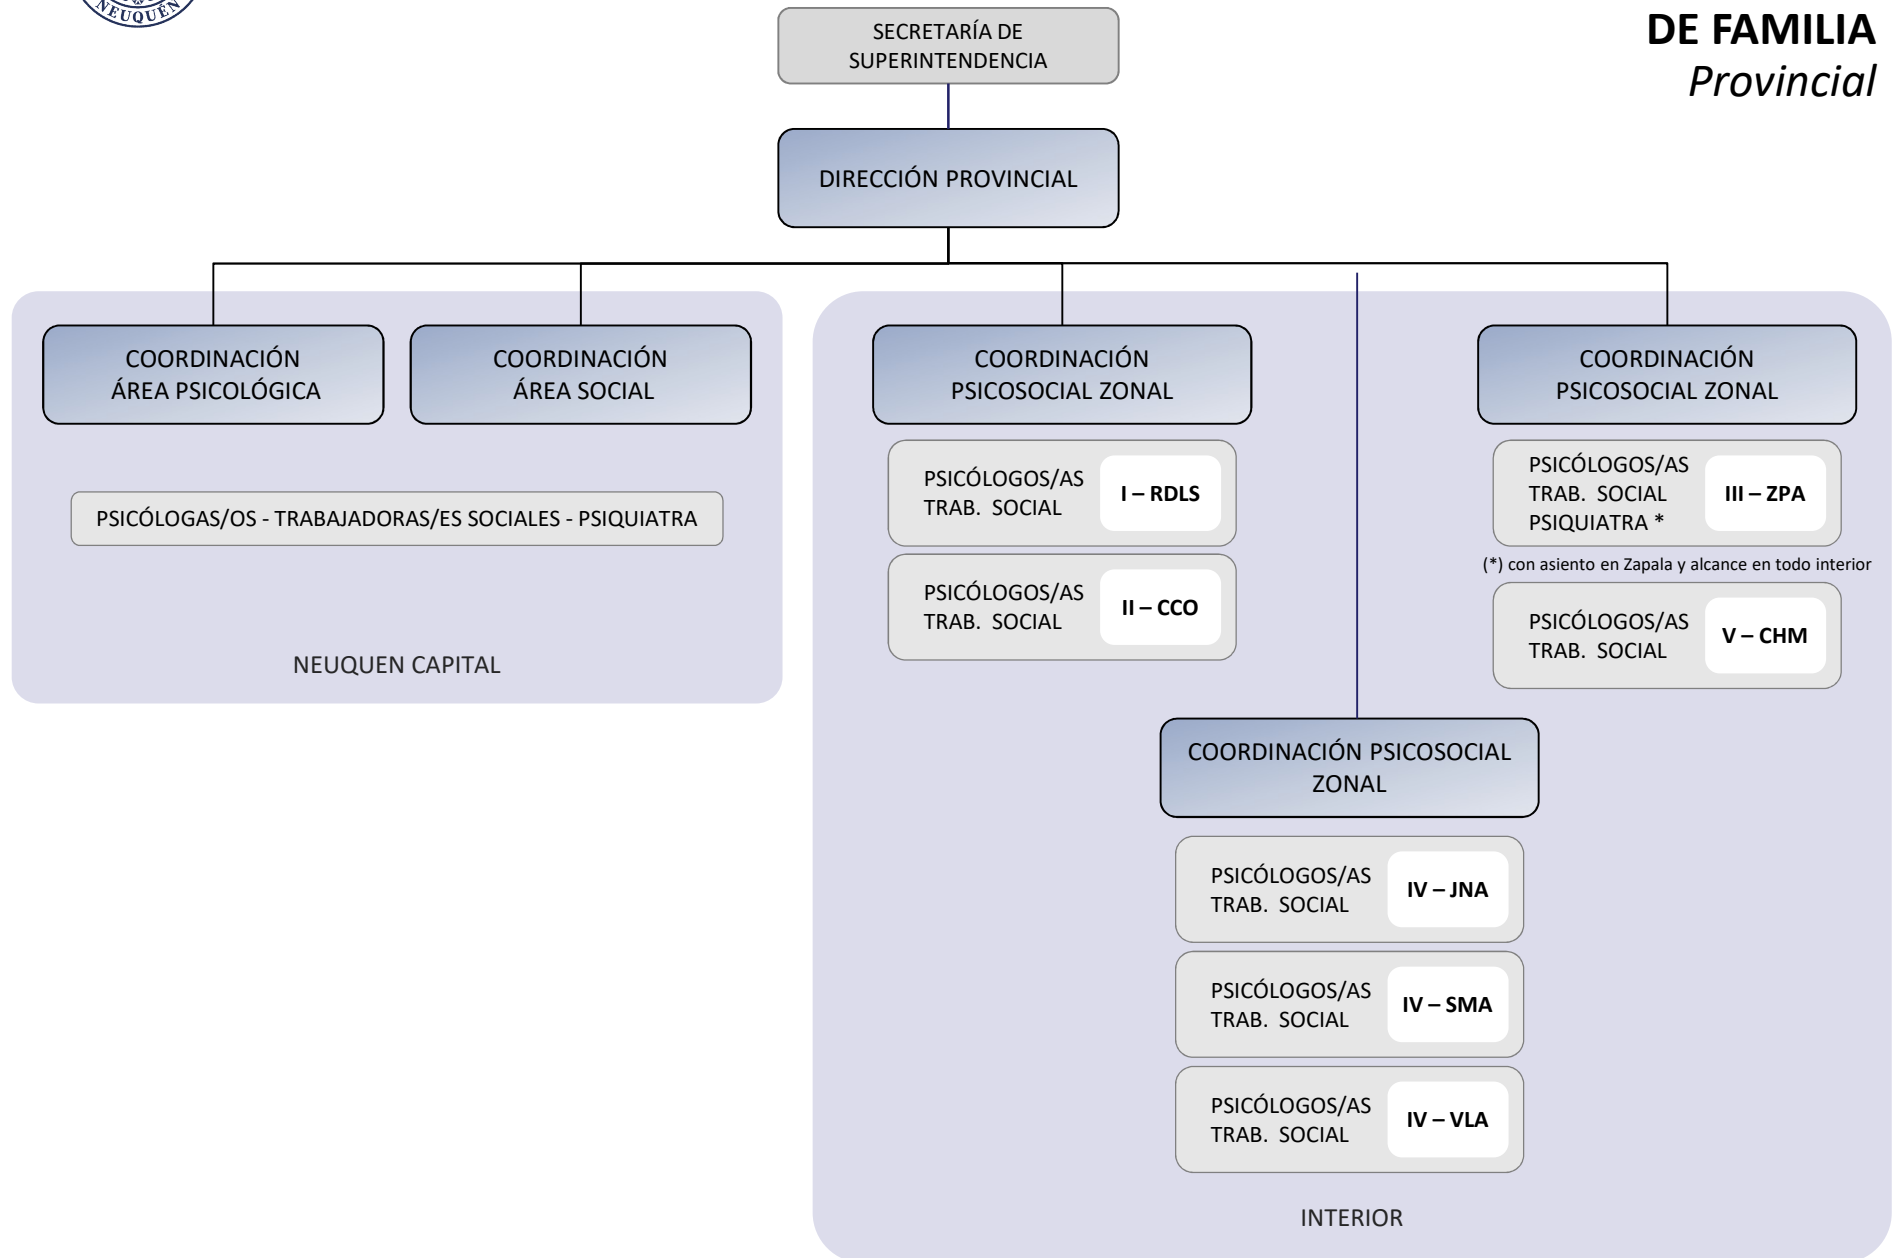 NEUQUÉN
SECRETARÍA DE
SUPERINTENDENCIA
DE FAMILIA
Provincial
DIRECCIÓN PROVINCIAL
COORDINACIÓN
ÁREA PSICOLÓGICA
COORDINACIÓN
ÁREA SOCIAL
PSICÓLOGAS/OS - TRABAJADORAS/ES SOCIALES - PSIQUIATRA
NEUQUEN CAPITAL
COORDINACIÓN
PSICOSOCIAL ZONAL
PSICÓLOGOS/AS
TRAB. SOCIAL
I – RDLS
PSICÓLOGOS/AS
TRAB. SOCIAL
II – CCO
COORDINACIÓN
PSICOSOCIAL ZONAL
PSICÓLOGOS/AS
TRAB. SOCIAL
PSIQUIATRA *
III – ZPA
(*) con asiento en Zapala y alcance en todo interior
PSICÓLOGOS/AS
TRAB. SOCIAL
V – CHM
COORDINACIÓN PSICOSOCIAL
ZONAL
PSICÓLOGOS/AS
TRAB. SOCIAL
IV – JNA
PSICÓLOGOS/AS
TRAB. SOCIAL
IV – SMA
PSICÓLOGOS/AS
TRAB. SOCIAL
IV – VLA
INTERIOR